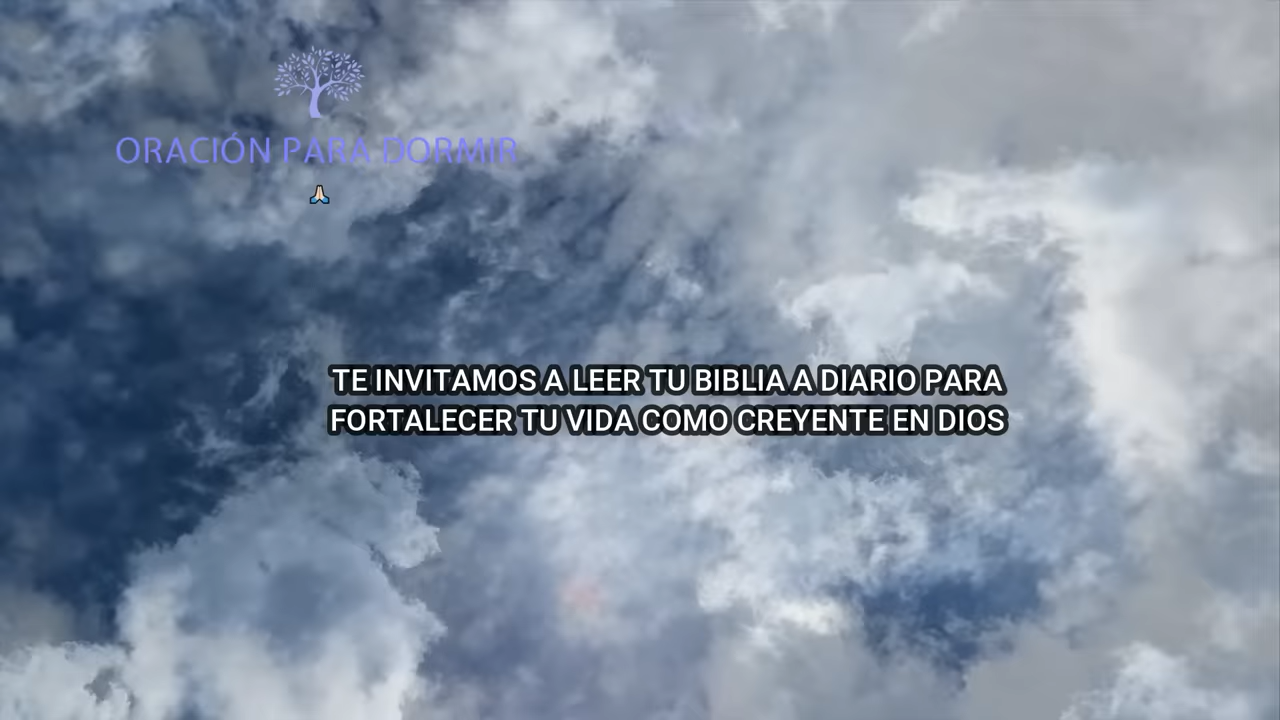 ORACIÓN PARA DORMIR
TE INVITAMOS A LEER TU BIBLIA A DIARIO PARA
FORTALECER TU VIDA COMO CREYENTE EN DIOS